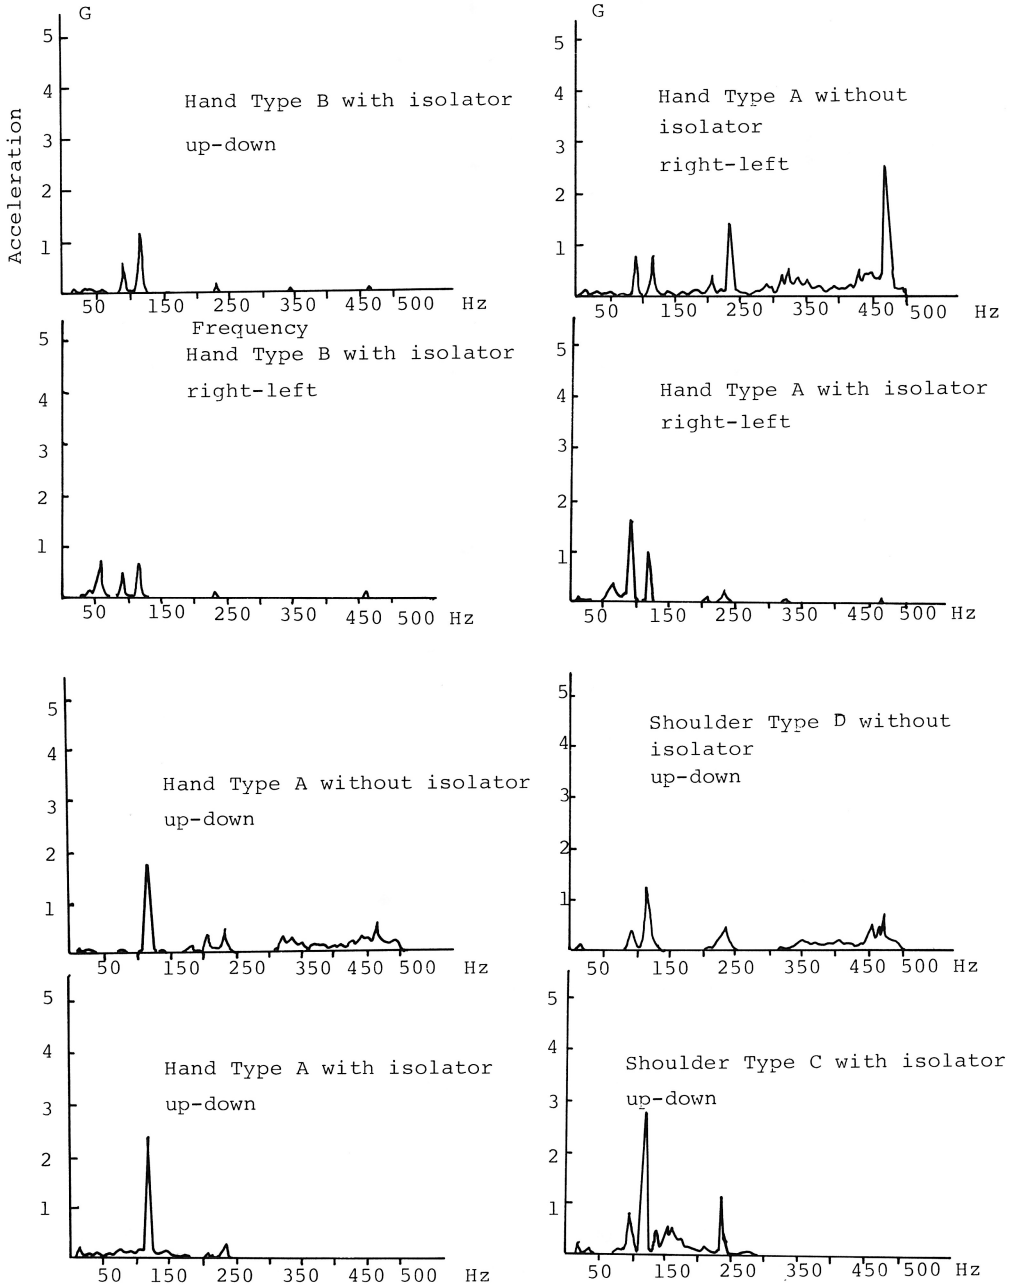 G
5
4
3
2
1
Acceleration
Hand Type B with isolator
up-down
50 150 250 350 450 500 Hz
Frequency
G
5
4
3
2
1
Hand Type A without
isolator
right-left
50 150 250 350 450 500 Hz
5
4
3
2
1
Hand Type B with isolator
right-left
50 150 250 350 450 500 Hz
5
4
3
2
1
Hand Type A with isolator
right-left
50 150 250 350 450 500 Hz
5
4
3
2
1
Hand Type A without isolator
up-down
50 150 250 350 450 500 Hz
5
4
3
2
1
Shoulder Type D without
isolator
up-down
50 150 250 350 450 500 Hz
5
4
3
2
1
Hand Type A with isolator
up-down
50 150 250 350 450 500 Hz
5
4
3
2
1
Shoulder Type C with isolator
up-down
50 150 250 350 450 500 Hz